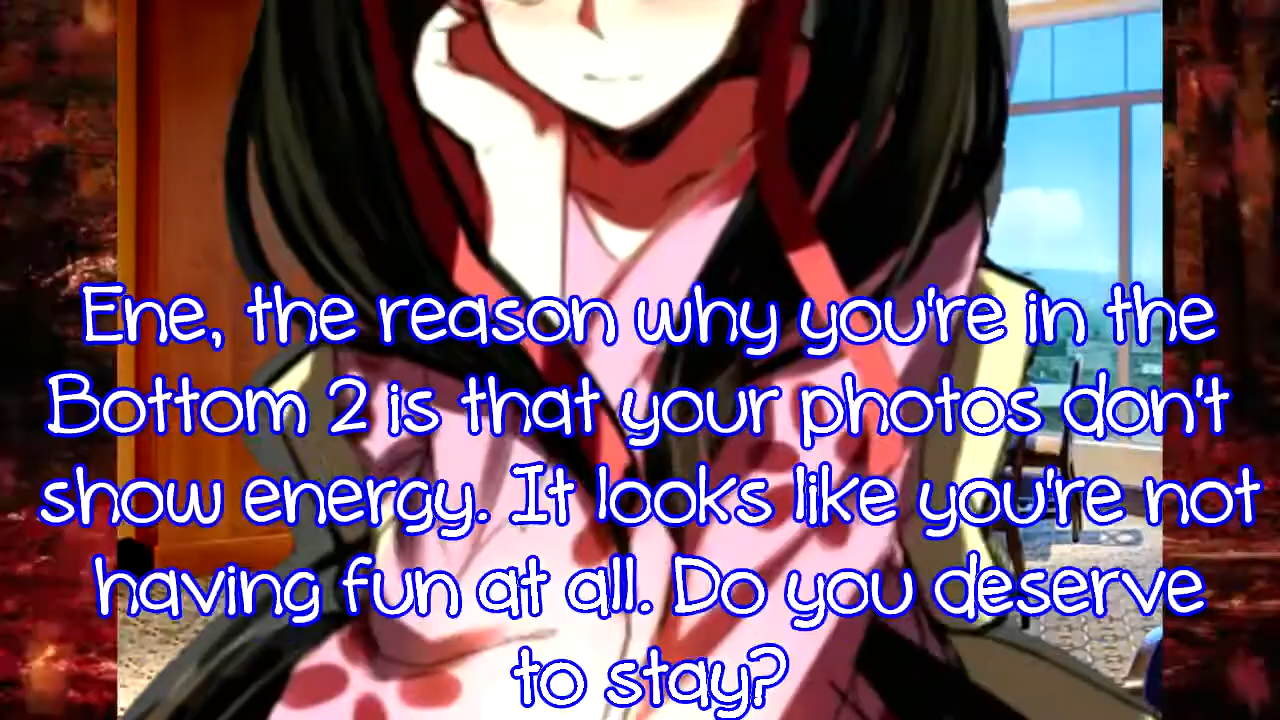 Ene, the reason why you're in the
Bottom 2 is that your photos don't
show energy. It looks like you're not
having fun at all. Do you deserve
to stay?